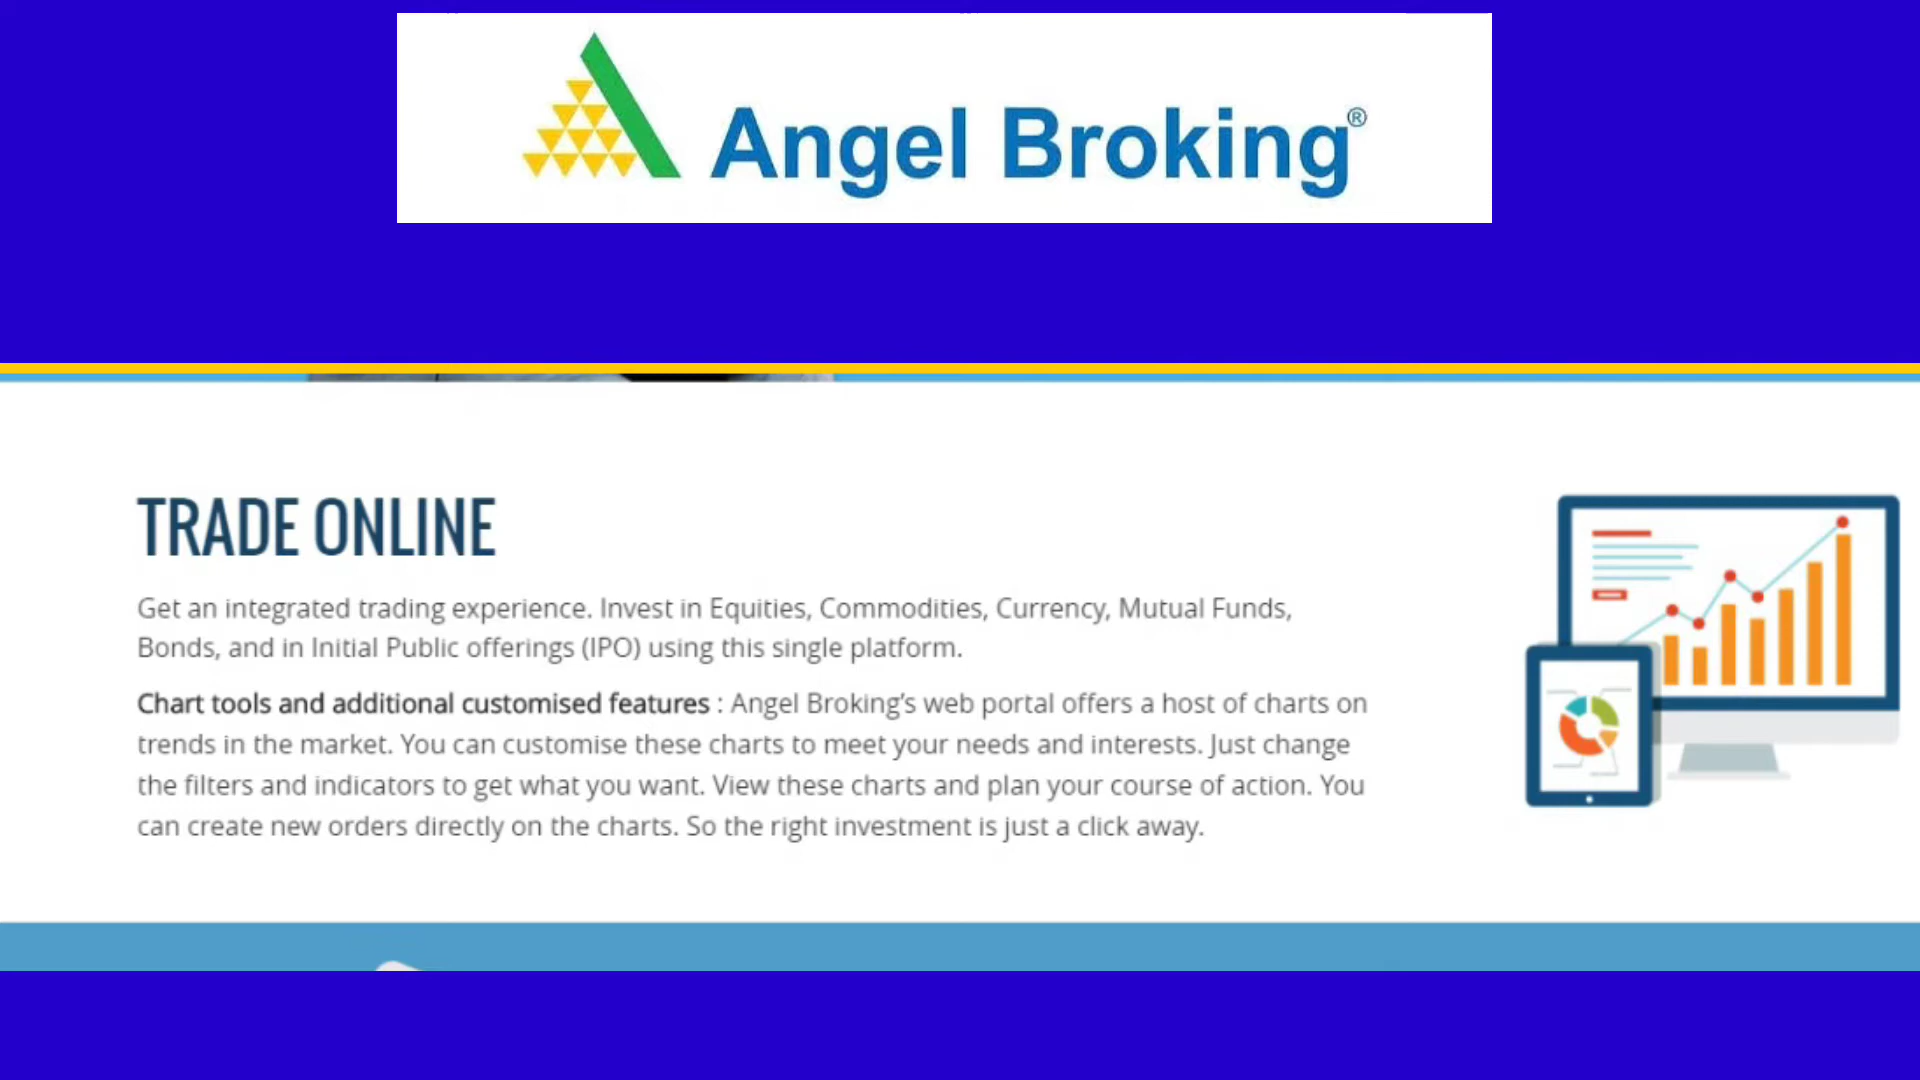 Angel Broking®
TRADE ONLINE
Get an integrated trading experience. Invest in Equities, Commodities, Currency, Mutual Funds,
Bonds, and in Initial Public offerings (IPO) using this single platform.
Chart tools and additional customised features : Angel Broking’s web portal offers a host of charts on
trends in the market. You can customise these charts to meet your needs and interests. Just change
the filters and indicators to get what you want. View these charts and plan your course of action. You
can create new orders directly on the charts. So the right investment is just a click away.